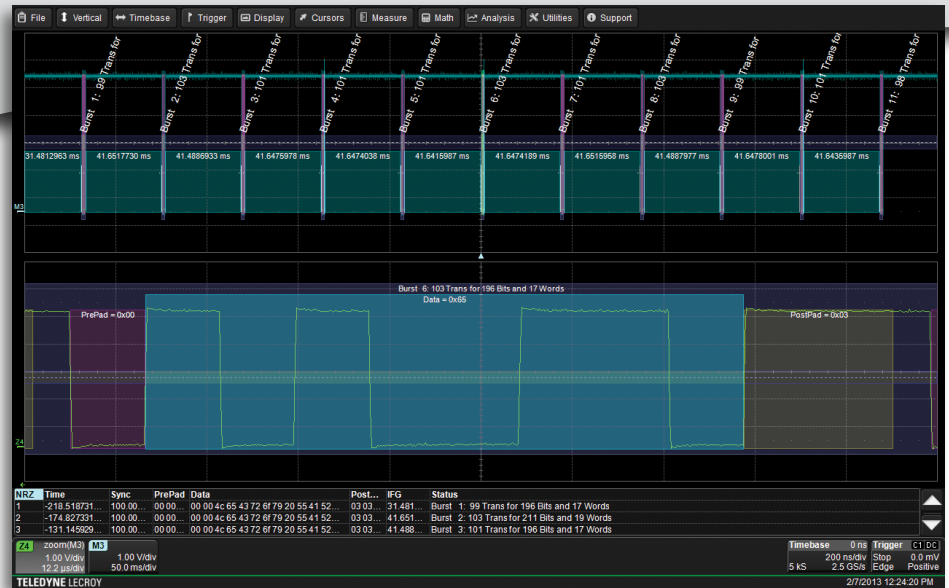 File Vertical Timebase Trigger Display Cursors Measure Math Analysis Utilities Support
Burst 1: 99 Trans for
Burst 2: 103 Trans for
Burst 3: 101 Trans for
Burst 4: 101 Trans for
Burst 5: 101 Trans for
Burst 6: 103 Trans for
Burst 7: 101 Trans for
Burst 8: 103 Trans for
Burst 9: 99 Trans for
Burst 10: 101 Trans for
Burst 11: 98 Trans for
31.4812963 ms 41.6517730 ms 41.4886933 ms 41.6475978 ms 41.6474038 ms 41.6415987 ms 41.6474189 ms 41.6515958 ms 41.4887977 ms 41.6478001 ms 41.6436987 ms
M3
Burst 6: 103 Trans for 196 Bits and 17 Words
Data = 0x65
PrePad = 0x00 PostPad = 0x03
Z4
NRZ Time Sync PrePad Data Post... IFG Status
1 -218.518731... 100.00... 00 00... 00 00 4c 65 43 72 6f 79 20 55 41 52... 03 03... 31.481... Burst 1: 99 Trans for 196 Bits and 17 Words
2 -174.827331... 100.00... 00 00... 00 00 4c 65 43 72 6f 79 20 55 41 52... 03 03... 41.651... Burst 2: 103 Trans for 211 Bits and 19 Words
3 -131.145929... 100.00... 00 00... 00 00 4c 65 43 72 6f 79 20 55 41 52... 03 03... 41.488... Burst 3: 101 Trans for 196 Bits and 17 Words
Z4 zoom(M3) M3 Timebase 0 ns Trigger C1 DC
1.00 V/div 1.00 V/div 200 ns/div Stop 0.0 mV
12.2 µs/div 50.0 ms/div 5 kS 2.5 GS/s Edge Positive
TELEDYNE LECROY 2/7/2013 12:24:20 PM